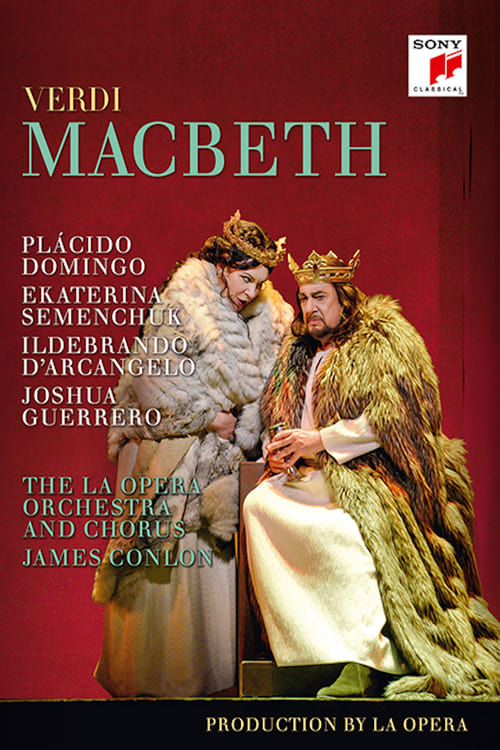 SONY
CLASSICAL
VERDI
MACBETH
PLÁCIDO
DOMINGO
EKATERINA
SEMENCHUK
ILDEBRANDO
D'ARCANGELO
JOSHUA
GUERRERO
THE LA OPERA
ORCHESTRA
AND CHORUS
JAMES CONLON
PRODUCTION BY LA OPERA